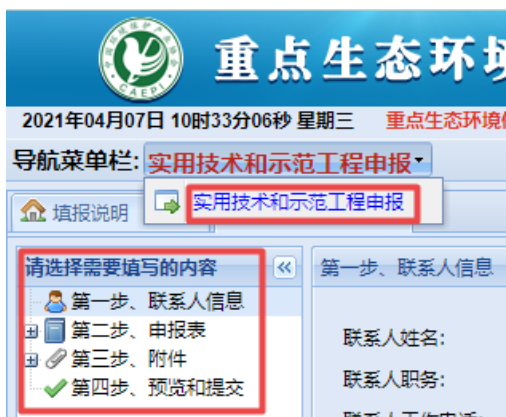 CAEPI
重点生态环境
2021年04月07日 10时33分06秒 星期三 重点生态环境
导航菜单栏: 实用技术和示范工程申报
实用技术和示范工程申报
填报说明
请选择需要填写的内容
第一步、联系人信息
第二步、申报表
第三步、附件
第四步、预览和提交
第一步、联系人信息
联系人姓名:
联系人职务: